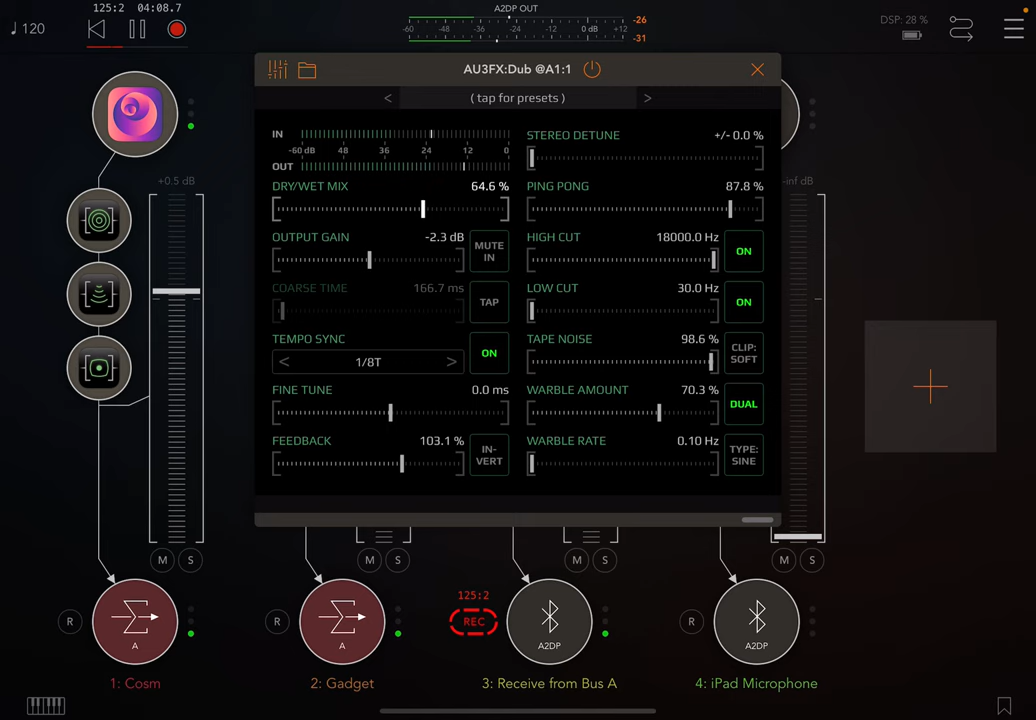 125:2 04:08.7
♩ 120
A2DP OUT
-60 -48 -36 -24 -12 0 dB +12
-26
-31
DSP: 28 %
AU3FX:Dub @A1:1
< ( tap for presets ) >
IN
-60 dB 48 36 24 12 0
OUT
DRY/WET MIX 64.6 %
OUTPUT GAIN -2.3 dB
MUTE
IN
COARSE TIME 166.7 ms
TAP
TEMPO SYNC
< 1/8T >
ON
FINE TUNE 0.0 ms
FEEDBACK 103.1 %
IN-
VERT
STEREO DETUNE +/- 0.0 %
PING PONG 87.8 %
HIGH CUT 18000.0 Hz
ON
LOW CUT 30.0 Hz
ON
TAPE NOISE 98.6 %
CLIP:
SOFT
WARBLE AMOUNT 70.3 %
DUAL
WARBLE RATE 0.10 Hz
TYPE:
SINE
+0.5 dB
-inf dB
M S
M S
M S
M S
R
A
R
A
125:2
REC
A2DP
R
A2DP
1: Cosm
2: Gadget
3: Receive from Bus A
4: iPad Microphone